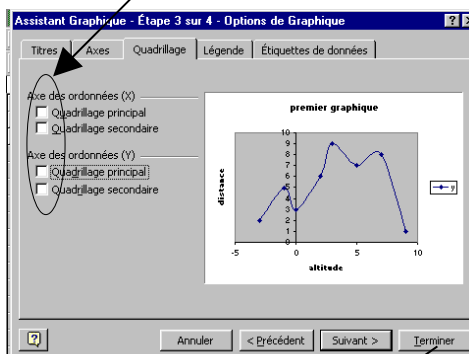 Assistant Graphique - Étape 3 sur 4 - Options de Graphique
Titres Axes Quadrillage Légende Étiquettes de données
Axe des ordonnées (X)
Quadrillage principal
Quadrillage secondaire
Axe des ordonnées (Y)
Quadrillage principal
Quadrillage secondaire
premier graphique
distance
10
9
8
7
6
5
4
3
2
1
0
-5 0 5 10
altitude
y
? Annuler < Précédent Suivant > Terminer